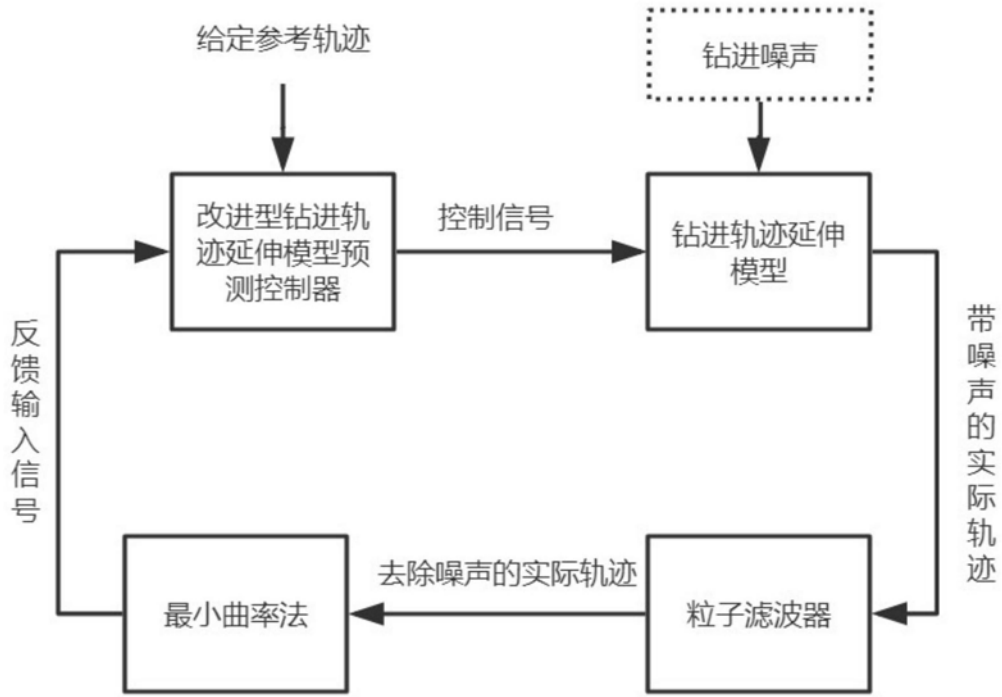 给定参考轨迹
钻进噪声
改进型钻进轨
迹延伸模型预
测控制器
控制信号
钻进轨迹延伸
模型
反馈输入信号
带噪声的实际轨迹
最小曲率法
去除噪声的实际轨迹
粒子滤波器